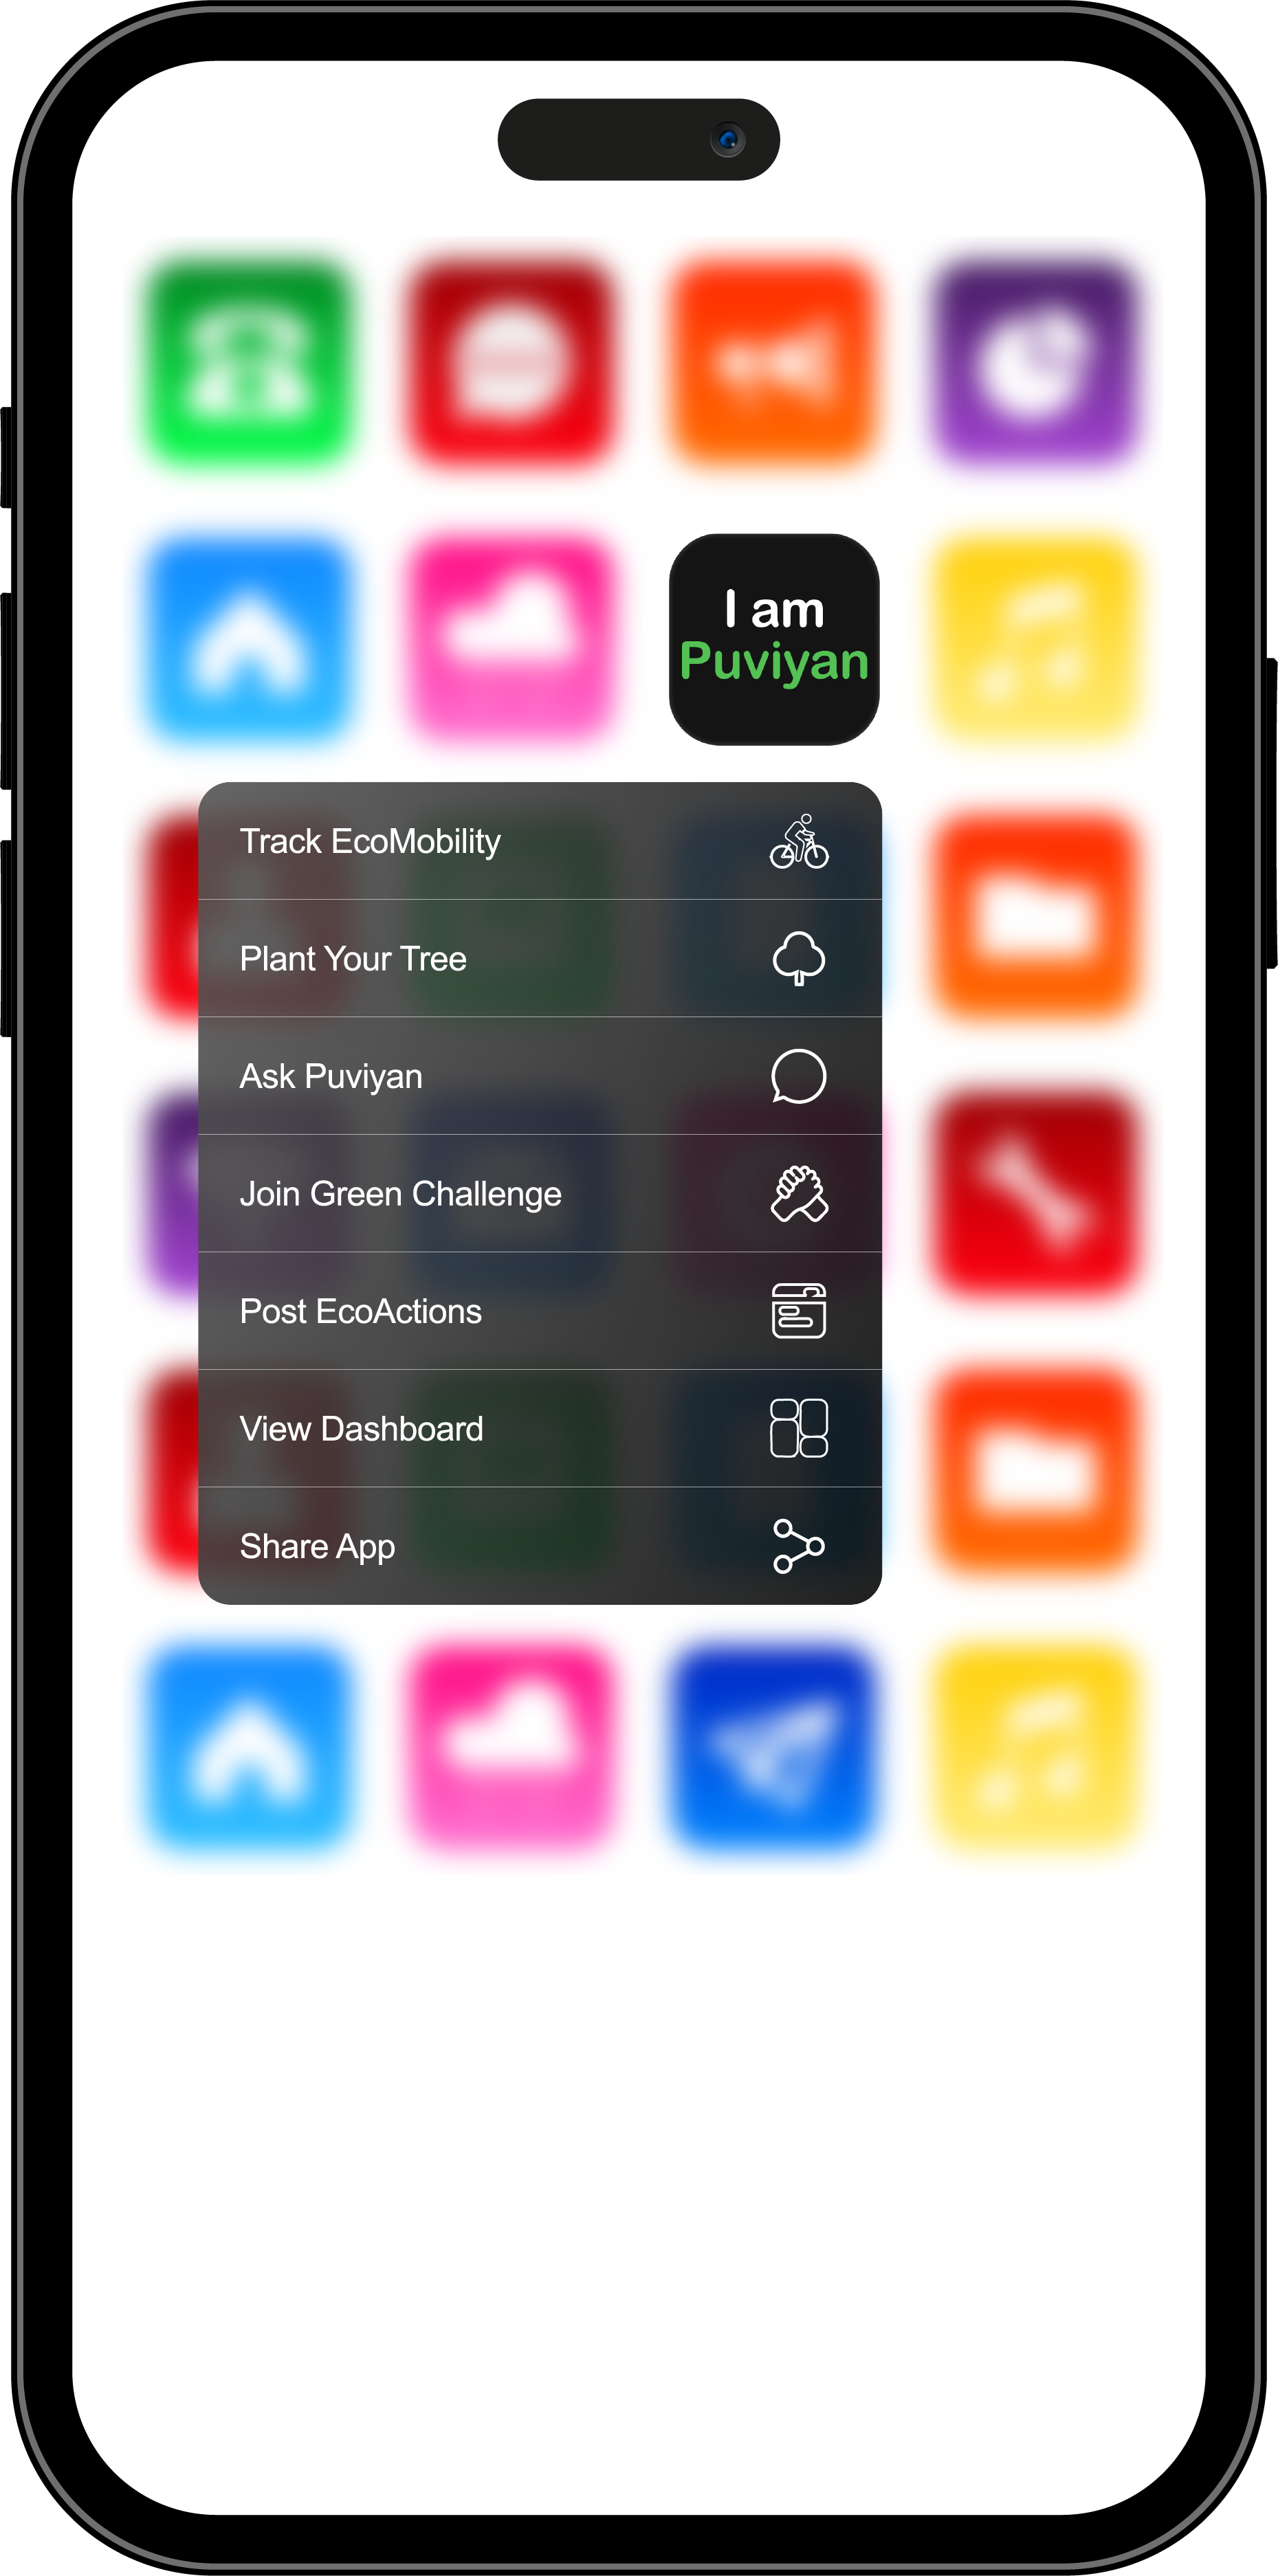 I am
Puviyan
Track EcoMobility
Plant Your Tree
Ask Puviyan
Join Green Challenge
Post EcoActions
View Dashboard
Share App